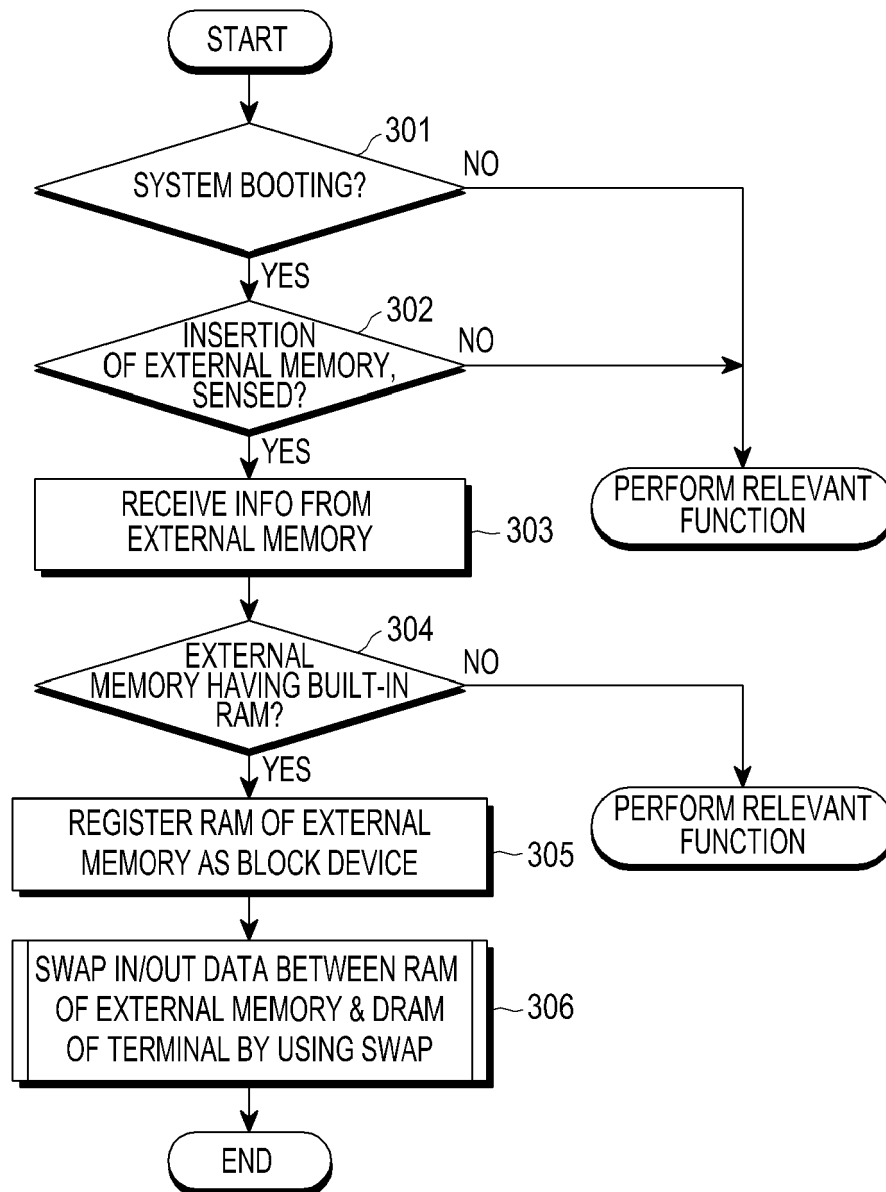 START
301
SYSTEM BOOTING?
NO
YES
302
INSERTION
OF EXTERNAL MEMORY,
SENSED?
NO
YES
RECEIVE INFO FROM
EXTERNAL MEMORY
303
PERFORM RELEVANT
FUNCTION
304
EXTERNAL
MEMORY HAVING BUILT-IN
RAM?
NO
YES
REGISTER RAM OF EXTERNAL
MEMORY AS BLOCK DEVICE
305
PERFORM RELEVANT
FUNCTION
SWAP IN/OUT DATA BETWEEN RAM
OF EXTERNAL MEMORY & DRAM
OF TERMINAL BY USING SWAP
306
END